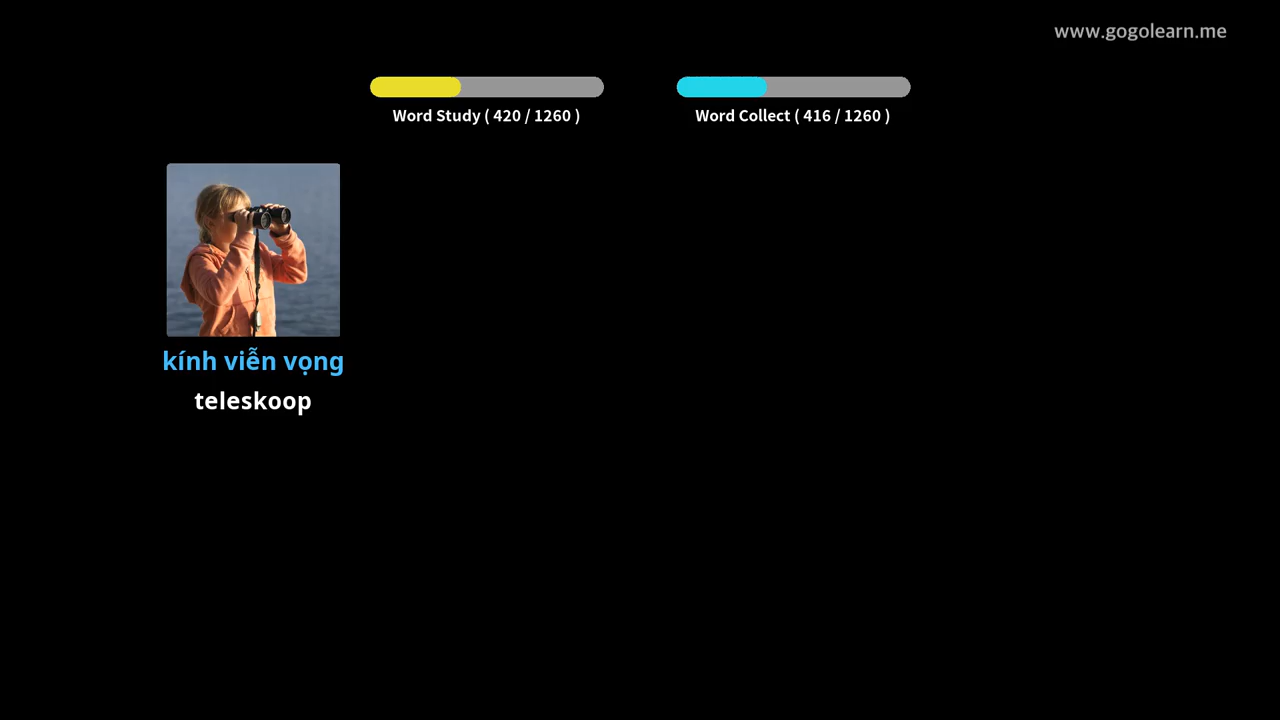 www.gogolearn.me
Word Study ( 420 / 1260 )
Word Collect ( 416 / 1260 )
kính viễn vọng
teleskoop